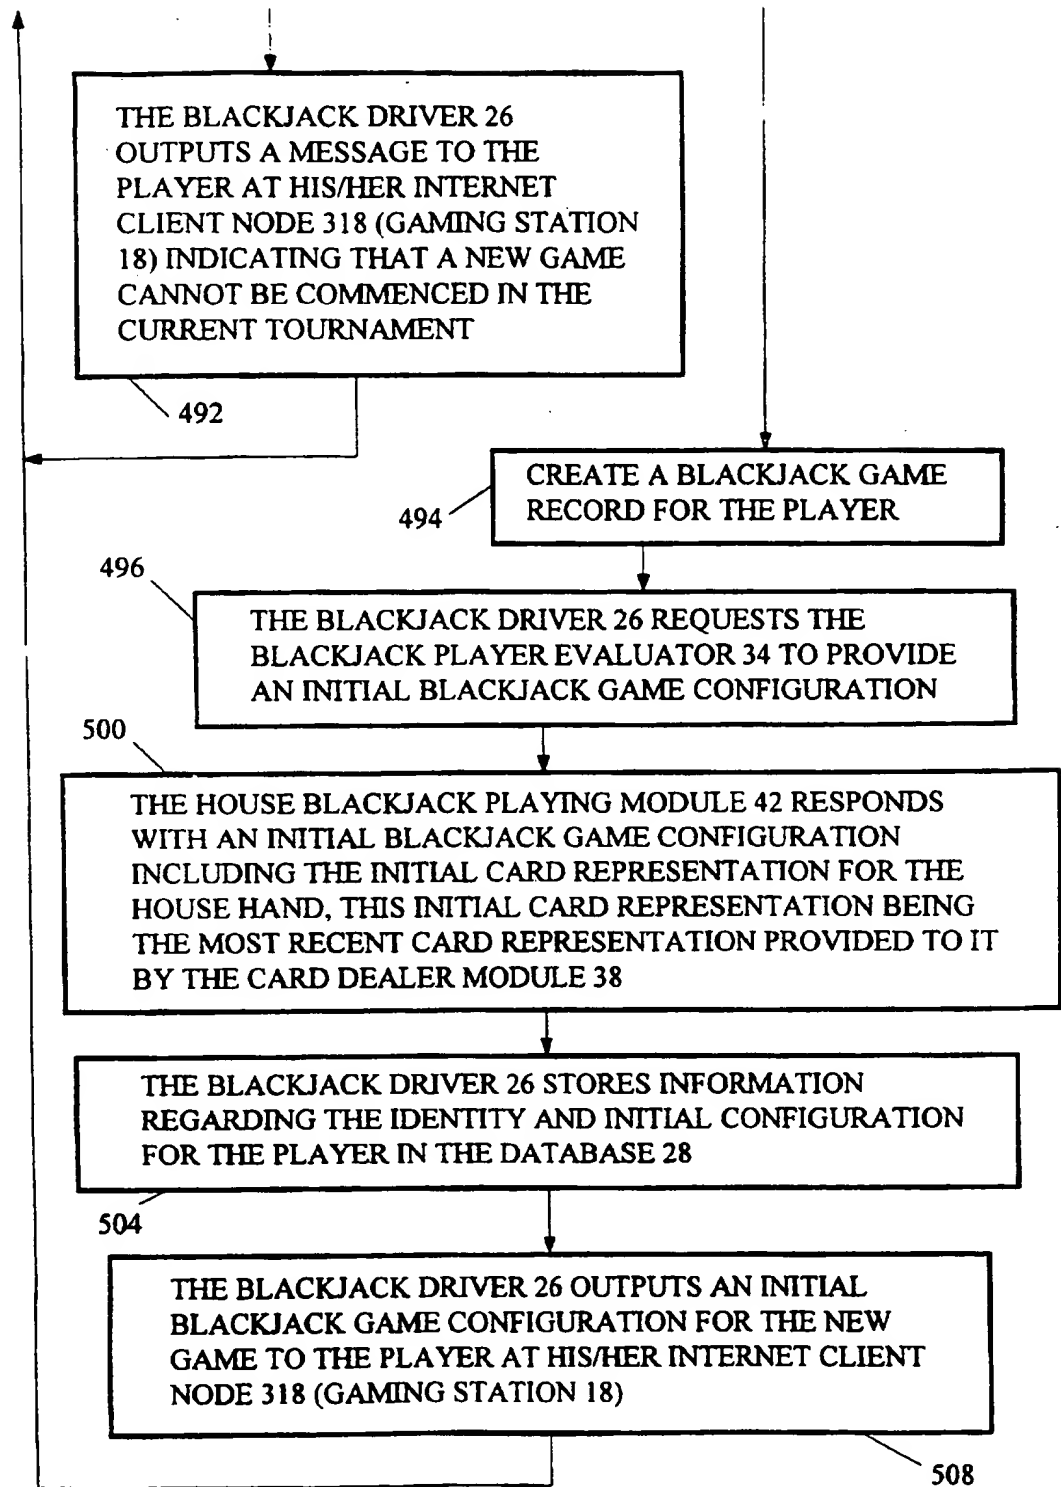 THE BLACKJACK DRIVER 26
OUTPUTS A MESSAGE TO THE
PLAYER AT HIS/HER INTERNET
CLIENT NODE 318 (GAMING STATION
18) INDICATING THAT A NEW GAME
CANNOT BE COMMENCED IN THE
CURRENT TOURNAMENT
492
CREATE A BLACKJACK GAME
RECORD FOR THE PLAYER
494
496
THE BLACKJACK DRIVER 26 REQUESTS THE
BLACKJACK PLAYER EVALUATOR 34 TO PROVIDE
AN INITIAL BLACKJACK GAME CONFIGURATION
500
THE HOUSE BLACKJACK PLAYING MODULE 42 RESPONDS
WITH AN INITIAL BLACKJACK GAME CONFIGURATION
INCLUDING THE INITIAL CARD REPRESENTATION FOR THE
HOUSE HAND, THIS INITIAL CARD REPRESENTATION BEING
THE MOST RECENT CARD REPRESENTATION PROVIDED TO IT
BY THE CARD DEALER MODULE 38
THE BLACKJACK DRIVER 26 STORES INFORMATION
REGARDING THE IDENTITY AND INITIAL CONFIGURATION
FOR THE PLAYER IN THE DATABASE 28
504
THE BLACKJACK DRIVER 26 OUTPUTS AN INITIAL
BLACKJACK GAME CONFIGURATION FOR THE NEW
GAME TO THE PLAYER AT HIS/HER INTERNET CLIENT
NODE 318 (GAMING STATION 18)
508